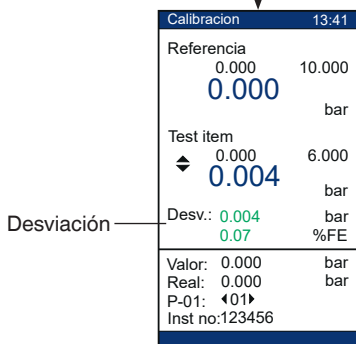 Calibracion 13:41
Referencia
0.000 10.000
0.000
bar
Test item
0.000 6.000
0.004
bar
Desviación
Desv.: 0.004 bar
0.07 %FE
Valor: 0.000 bar
Real: 0.000 bar
P-01: 01
Inst no:123456